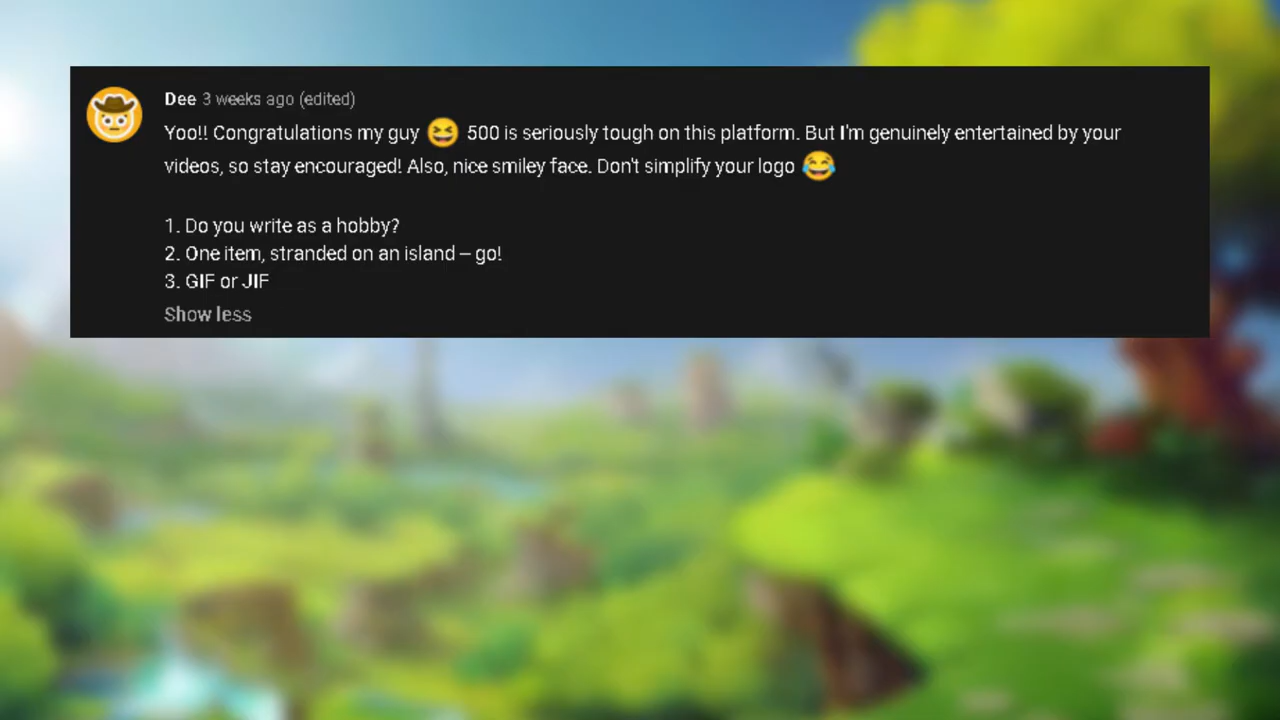 Dee 3 weeks ago (edited)
Yoo!! Congratulations my guy 😆 500 is seriously tough on this platform. But I'm genuinely entertained by your
videos, so stay encouraged! Also, nice smiley face. Don't simplify your logo 😂
1. Do you write as a hobby?
2. One item, stranded on an island – go!
3. GIF or JIF
Show less